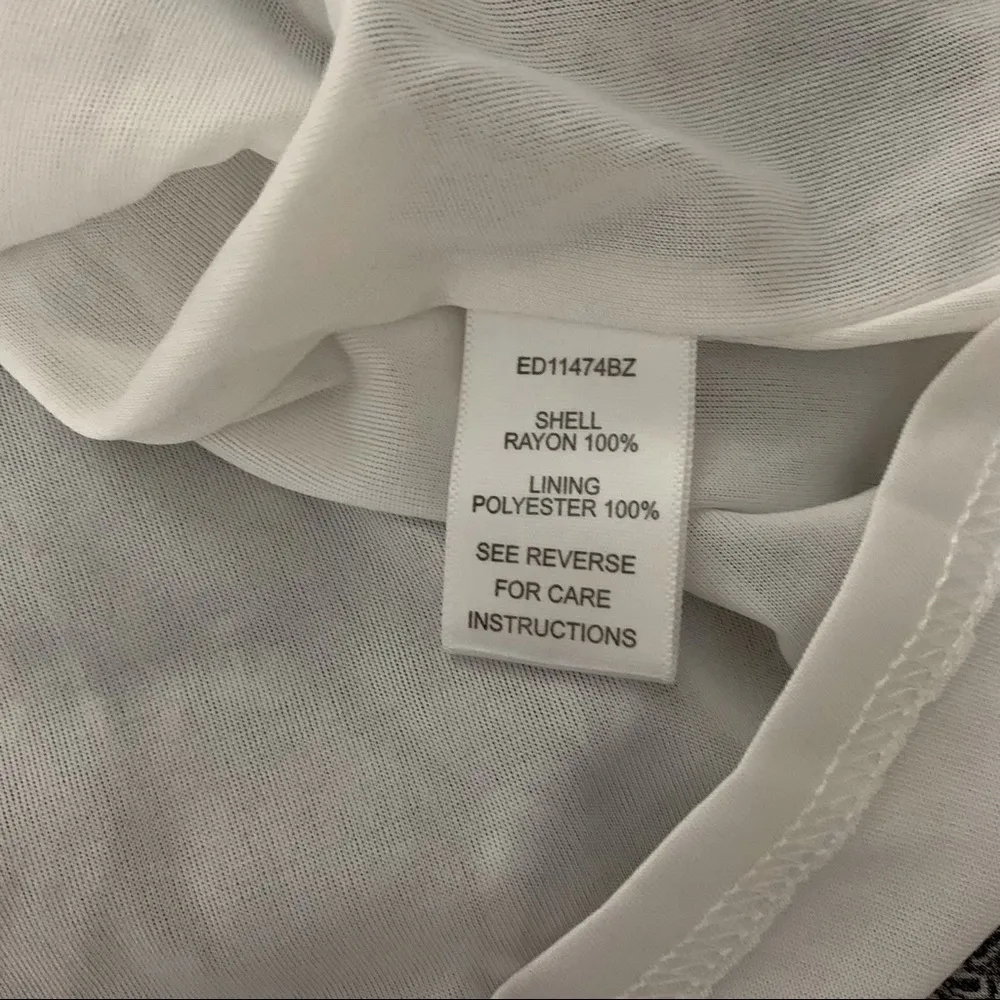 ED11474BZ
SHELL
RAYON 100%
LINING
POLYESTER 100%
SEE REVERSE
FOR CARE
INSTRUCTIONS